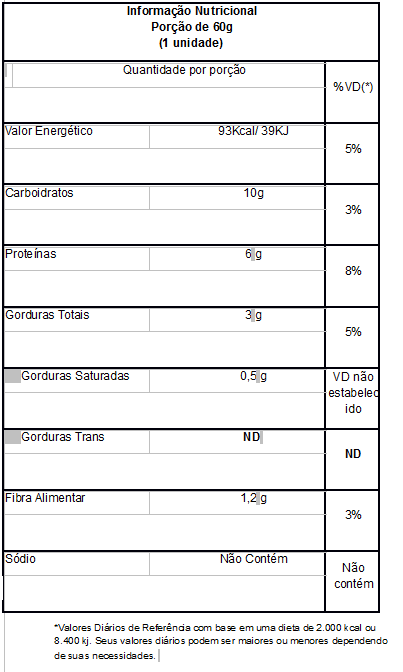 Informação Nutricional
Porção de 60g
(1 unidade)
Quantidade por porção
%VD(*)
Valor Energético
93Kcal/ 39KJ
5%
Carboidratos
10g
3%
Proteínas
6 g
8%
Gorduras Totais
3 g
5%
Gorduras Saturadas
0,5 g
VD não
estabelec
ido
Gorduras Trans
ND
ND
Fibra Alimentar
1,2 g
3%
Sódio
Não Contém
Não
contém
*Valores Diários de Referência com base em uma dieta de 2.000 kcal ou
8.400 kj. Seus valores diários podem ser maiores ou menores dependendo
de suas necessidades.